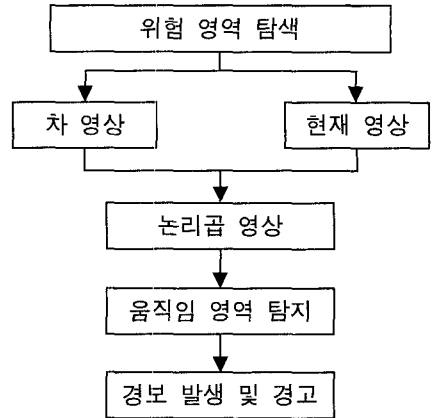 위험 영역 탐색
차 영상
현재 영상
논리곱 영상
움직임 영역 탐지
경보 발생 및 경고